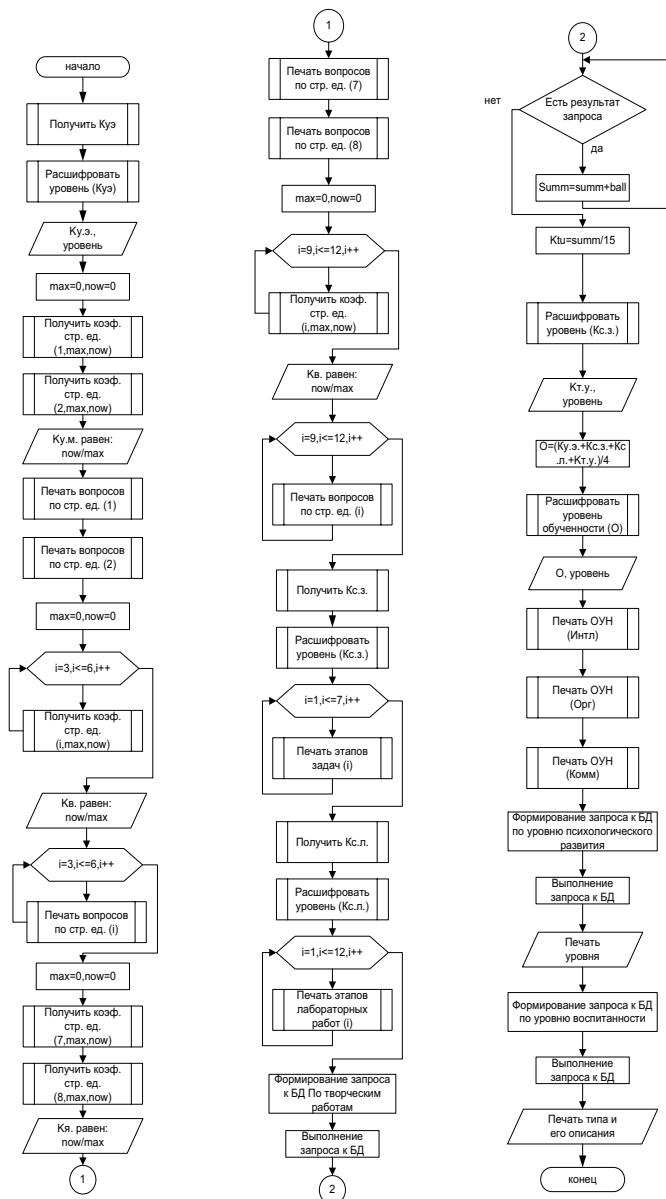 начало
Получить Куэ
Расшифровать
уровень (Куэ)
Ку.э.,
уровень
max=0,now=0
Получить коэф.
стр. ед.
(1,max,now)
Получить коэф.
стр. ед.
(2,max,now)
Ку.м. равен:
now/max
Печать вопросов
по стр. ед. (1)
Печать вопросов
по стр. ед. (2)
max=0,now=0
i=3,i<=6,i++
Получить коэф.
стр. ед.
(i,max,now)
Кв. равен:
now/max
i=3,i<=6,i++
Печать вопросов
по стр. ед. (i)
max=0,now=0
Получить коэф.
стр. ед.
(7,max,now)
Получить коэф.
стр. ед.
(8,max,now)
Кя. равен:
now/max
1
1
Печать вопросов
по стр. ед. (7)
Печать вопросов
по стр. ед. (8)
max=0,now=0
i=9,i<=12,i++
Получить коэф.
стр. ед.
(i,max,now)
Кв. равен:
now/max
i=9,i<=12,i++
Печать вопросов
по стр. ед. (i)
Получить Кс.з.
Расшифровать
уровень (Кс.з.)
i=1,i<=7,i++
Печать этапов
задач (i)
Получить Кс.л.
Расшифровать
уровень (Кс.л.)
i=1,i<=12,i++
Печать этапов
лабораторных
работ (i)
Формирование запроса
к БД По творческим
работам
Выполнение
запроса к БД
2
2
нет
Есть результат
запроса
да
Summ=summ+ball
Ktu=summ/15
Расшифровать
уровень (Кс.з.)
Кт.у.,
уровень
О=(Ку.э.+Кс.з.+Кс
.л.+Кт.у.)/4
Расшифровать
уровень
обученности (О)
О, уровень
Печать ОУН
(Интл)
Печать ОУН
(Орг)
Печать ОУН
(Комм)
Формирование запроса к БД
по уровню психологического
развития
Выполнение
запроса к БД
Печать
уровня
Формирование запроса к БД
по уровню воспитанности
Выполнение
запроса к БД
Печать типа и
его описания
конец